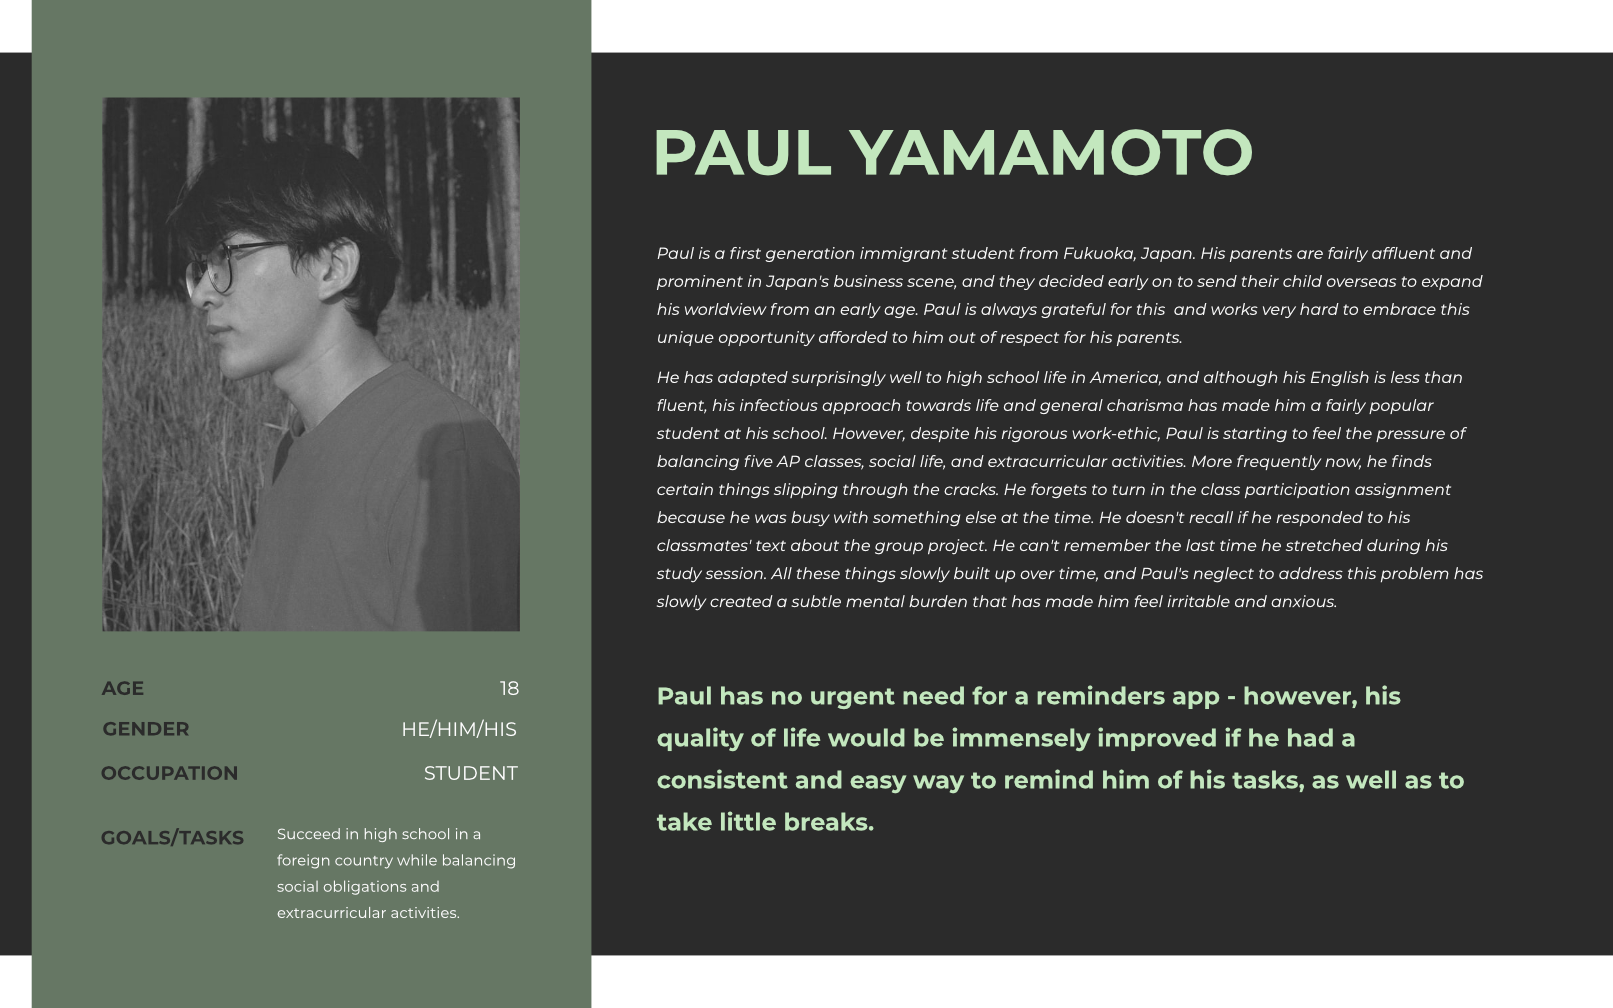 PAUL YAMAMOTO
Paul is a first generation immigrant student from Fukuoka, Japan. His parents are fairly affluent and
prominent in Japan's business scene, and they decided early on to send their child overseas to expand
his worldview from an early age. Paul is always grateful for this  and works very hard to embrace this
unique opportunity afforded to him out of respect for his parents.
He has adapted surprisingly well to high school life in America, and although his English is less than
fluent, his infectious approach towards life and general charisma has made him a fairly popular
student at his school. However, despite his rigorous work-ethic, Paul is starting to feel the pressure of
balancing five AP classes, social life, and extracurricular activities. More frequently now, he finds
certain things slipping through the cracks. He forgets to turn in the class participation assignment
because he was busy with something else at the time. He doesn't recall if he responded to his
classmates' text about the group project. He can't remember the last time he stretched during his
study session. All these things slowly built up over time, and Paul's neglect to address this problem has
slowly created a subtle mental burden that has made him feel irritable and anxious.
Paul has no urgent need for a reminders app - however, his
quality of life would be immensely improved if he had a
consistent and easy way to remind him of his tasks, as well as to
take little breaks.
AGE 18
GENDER HE/HIM/HIS
OCCUPATION STUDENT
GOALS/TASKS Succeed in high school in a
foreign country while balancing
social obligations and
extracurricular activities.